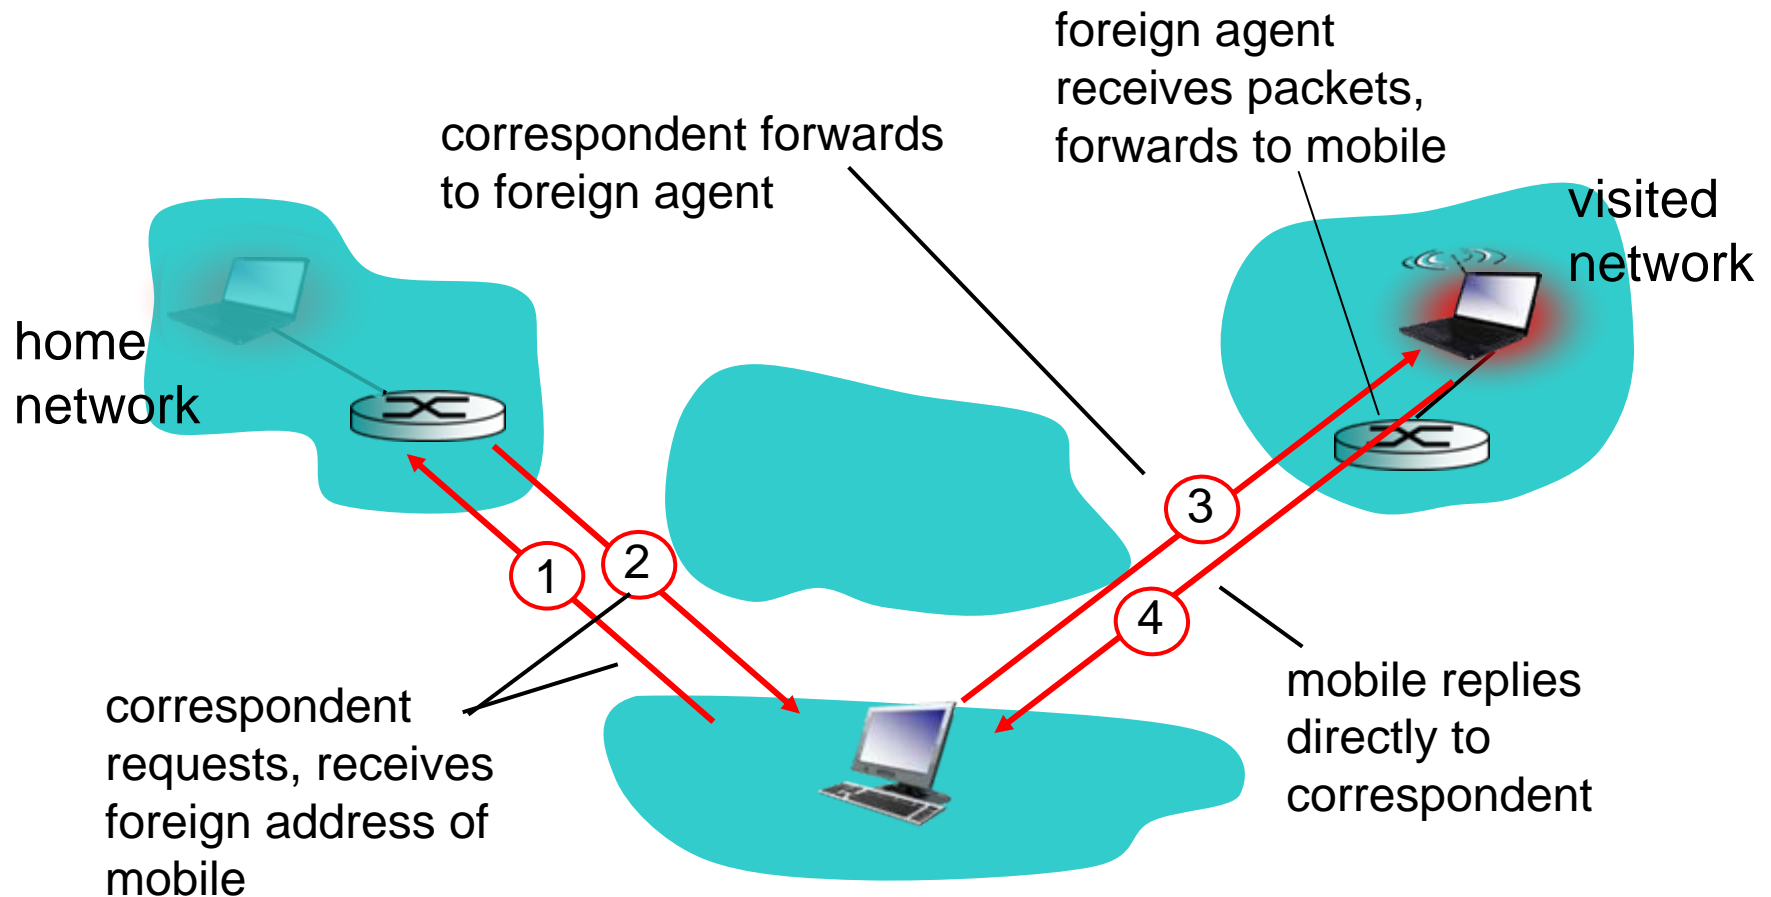 foreign agent
receives packets,
forwards to mobile
correspondent forwards
to foreign agent
visited
network
home
network
3
2
1
4
correspondent
requests, receives
foreign address of
mobile
mobile replies
directly to
correspondent